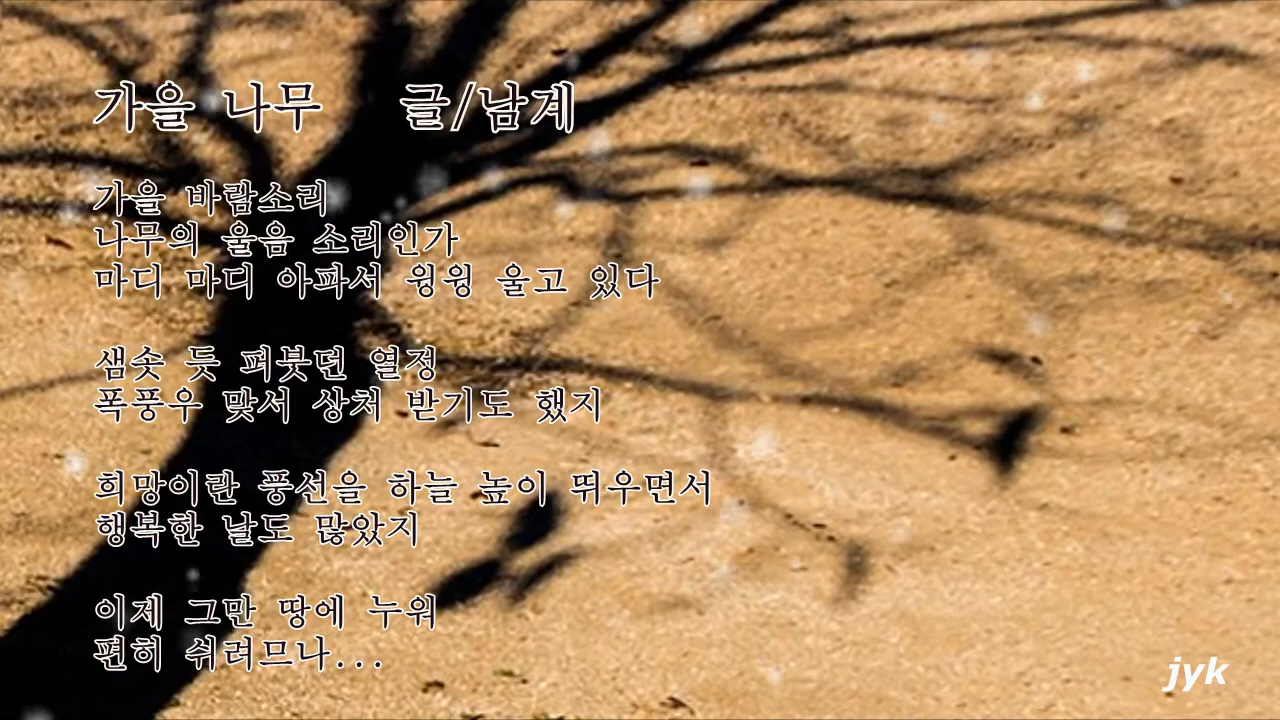 가을 나무 글/남계
가을 바람소리
나무의 울음 소리인가
마디 마디 아파서 윙윙 울고 있다
샘솟 듯 펴붓던 열정
폭풍우 맞서 상처 받기도 했지
희망이란 풍선을 하늘 높이 뛰우면서
행복한 날도 많았지
이제 그만 땅에 누워
편히 쉬려므나...
jyk